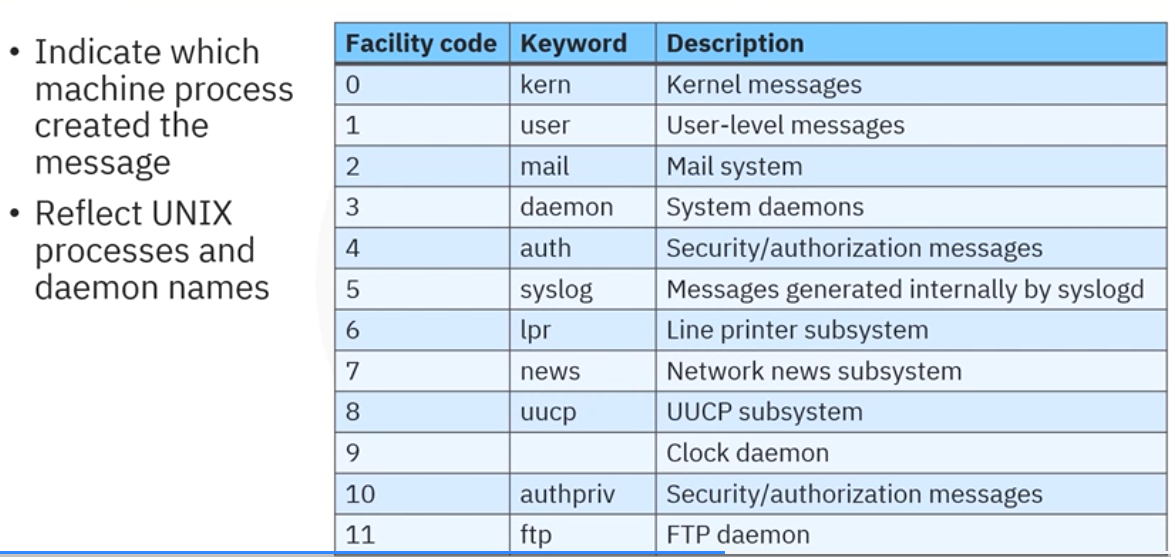 • Indicate which
machine process
created the
message
• Reflect UNIX
processes and
daemon names
Facility code Keyword Description
0 kern Kernel messages
1 user User-level messages
2 mail Mail system
3 daemon System daemons
4 auth Security/authorization messages
5 syslog Messages generated internally by syslogd
6 lpr Line printer subsystem
7 news Network news subsystem
8 uucp UUCP subsystem
9 Clock daemon
10 authpriv Security/authorization messages
11 ftp FTP daemon